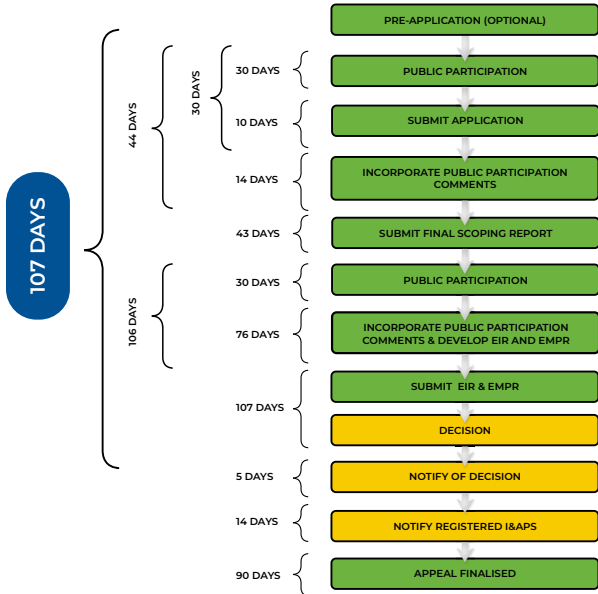 PRE-APPLICATION (OPTIONAL)
30 DAYS
PUBLIC PARTICIPATION
30 DAYS
44 DAYS
10 DAYS
SUBMIT APPLICATION
14 DAYS
INCORPORATE PUBLIC PARTICIPATION
COMMENTS
107 DAYS
43 DAYS
SUBMIT FINAL SCOPING REPORT
30 DAYS
PUBLIC PARTICIPATION
106 DAYS
76 DAYS
INCORPORATE PUBLIC PARTICIPATION
COMMENTS & DEVELOP EIR AND EMPR
107 DAYS
SUBMIT EIR & EMPR
DECISION
5 DAYS
NOTIFY OF DECISION
14 DAYS
NOTIFY REGISTERED I&APS
90 DAYS
APPEAL FINALISED